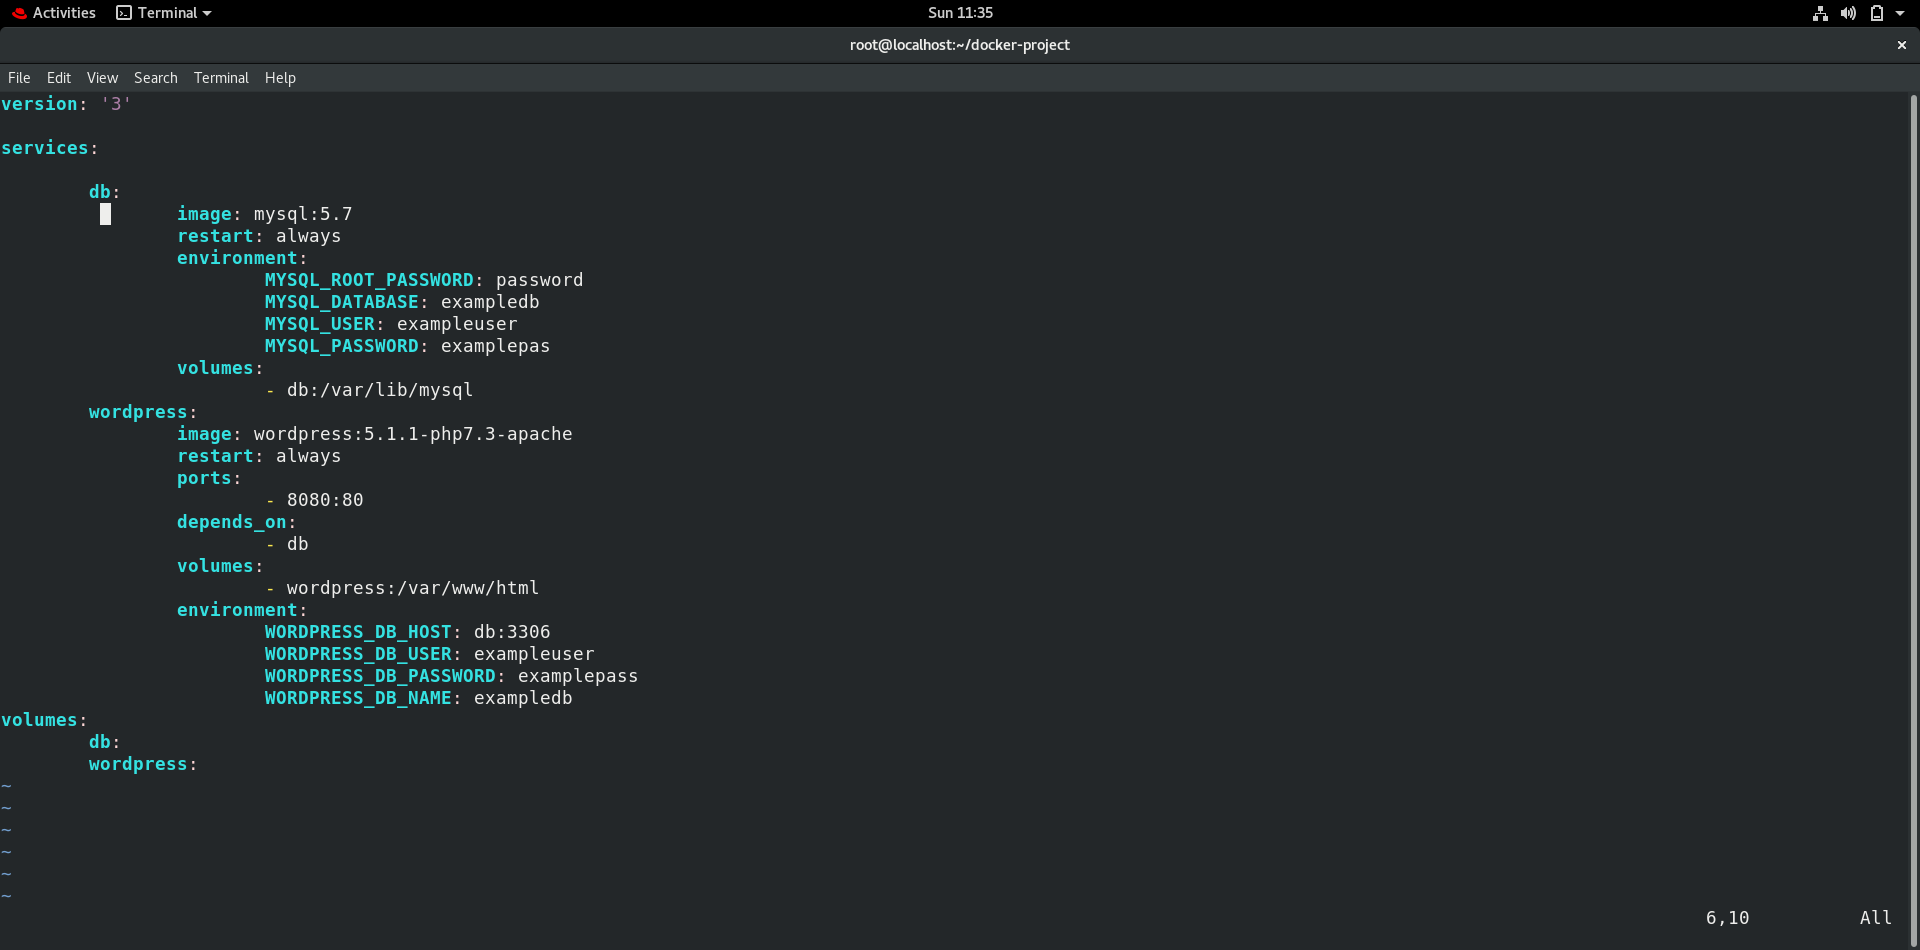 Activities Terminal Sun 11:35
root@localhost:~/docker-project ×
File Edit View Search Terminal Help
version: '3'

services:

        db:
                image: mysql:5.7
                restart: always
                environment:
                        MYSQL_ROOT_PASSWORD: password
                        MYSQL_DATABASE: exampledb
                        MYSQL_USER: exampleuser
                        MYSQL_PASSWORD: examplepas
                volumes:
                        - db:/var/lib/mysql
        wordpress:
                image: wordpress:5.1.1-php7.3-apache
                restart: always
                ports:
                        - 8080:80
                depends_on:
                        - db
                volumes:
                        - wordpress:/var/www/html
                environment:
                        WORDPRESS_DB_HOST: db:3306
                        WORDPRESS_DB_USER: exampleuser
                        WORDPRESS_DB_PASSWORD: examplepass
                        WORDPRESS_DB_NAME: exampledb
volumes:
        db:
        wordpress:
~
~
~
~
~
~
6,10 All